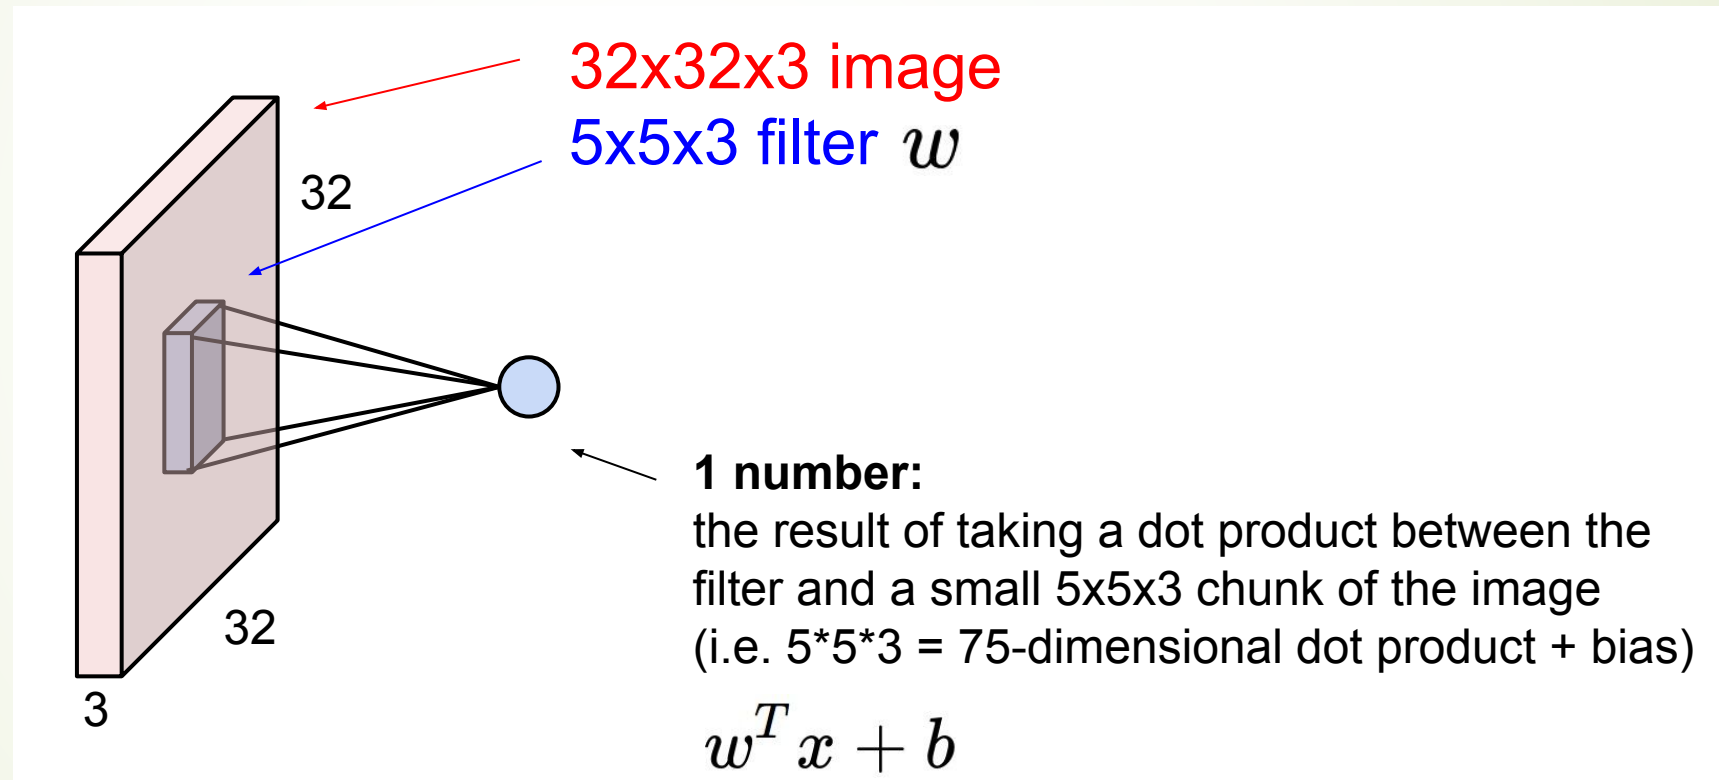 32x32x3 image
5x5x3 filter w
32
32
3
1 number:
the result of taking a dot product between the
filter and a small 5x5x3 chunk of the image
(i.e. 5*5*3 = 75-dimensional dot product + bias)
w^T x + b